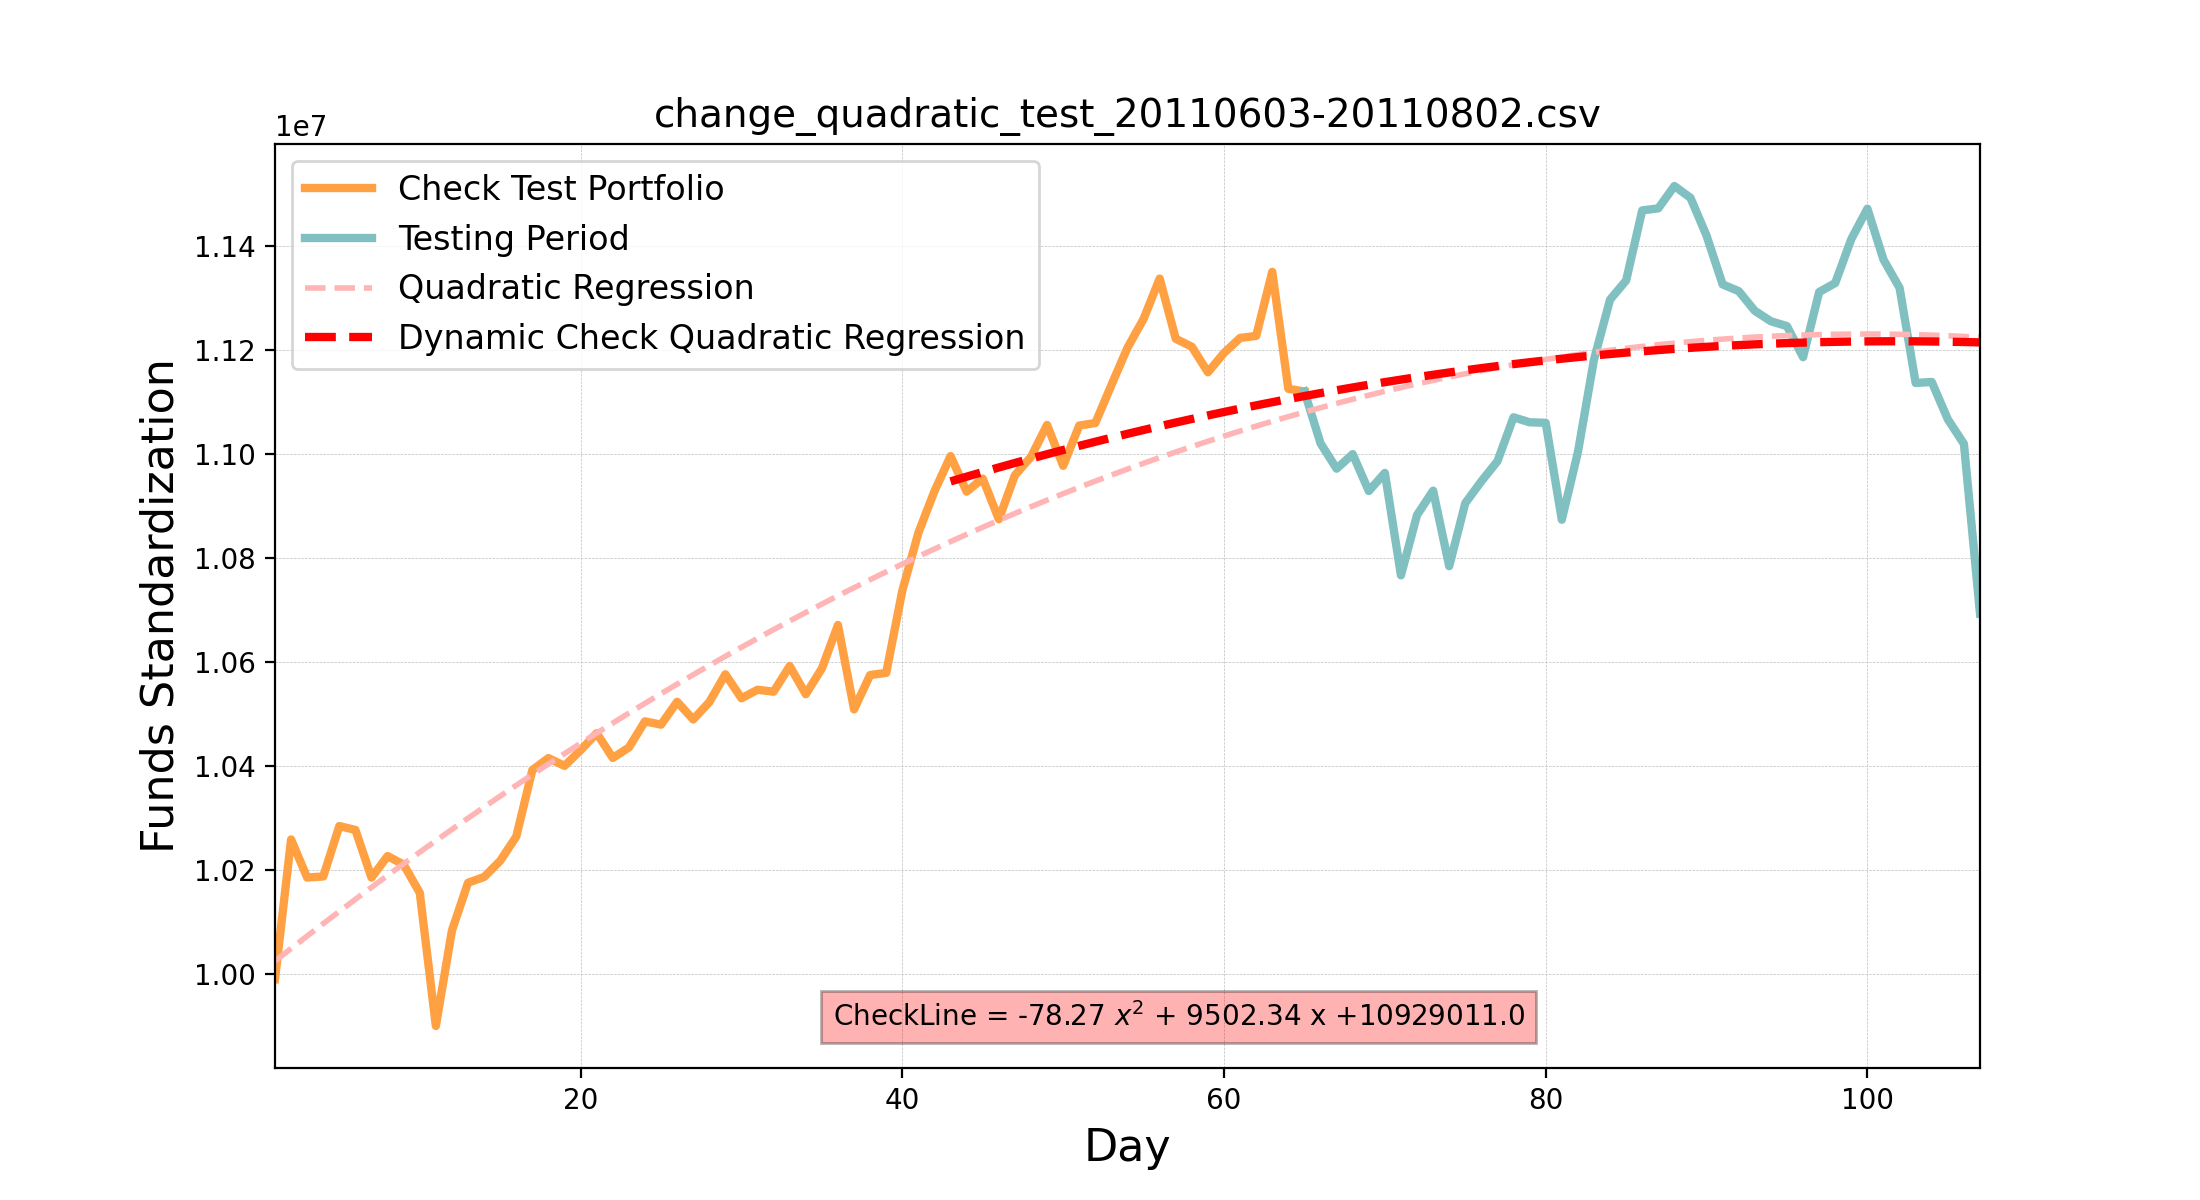 change_quadratic_test_20110603-20110802.csv
1e7
Check Test Portfolio
Testing Period
Quadratic Regression
Dynamic Check Quadratic Regression
1.14
1.12
1.10
1.08
1.06
1.04
1.02
1.00
Funds Standardization
CheckLine = -78.27 x² + 9502.34 x +10929011.0
20 40 60 80 100
Day